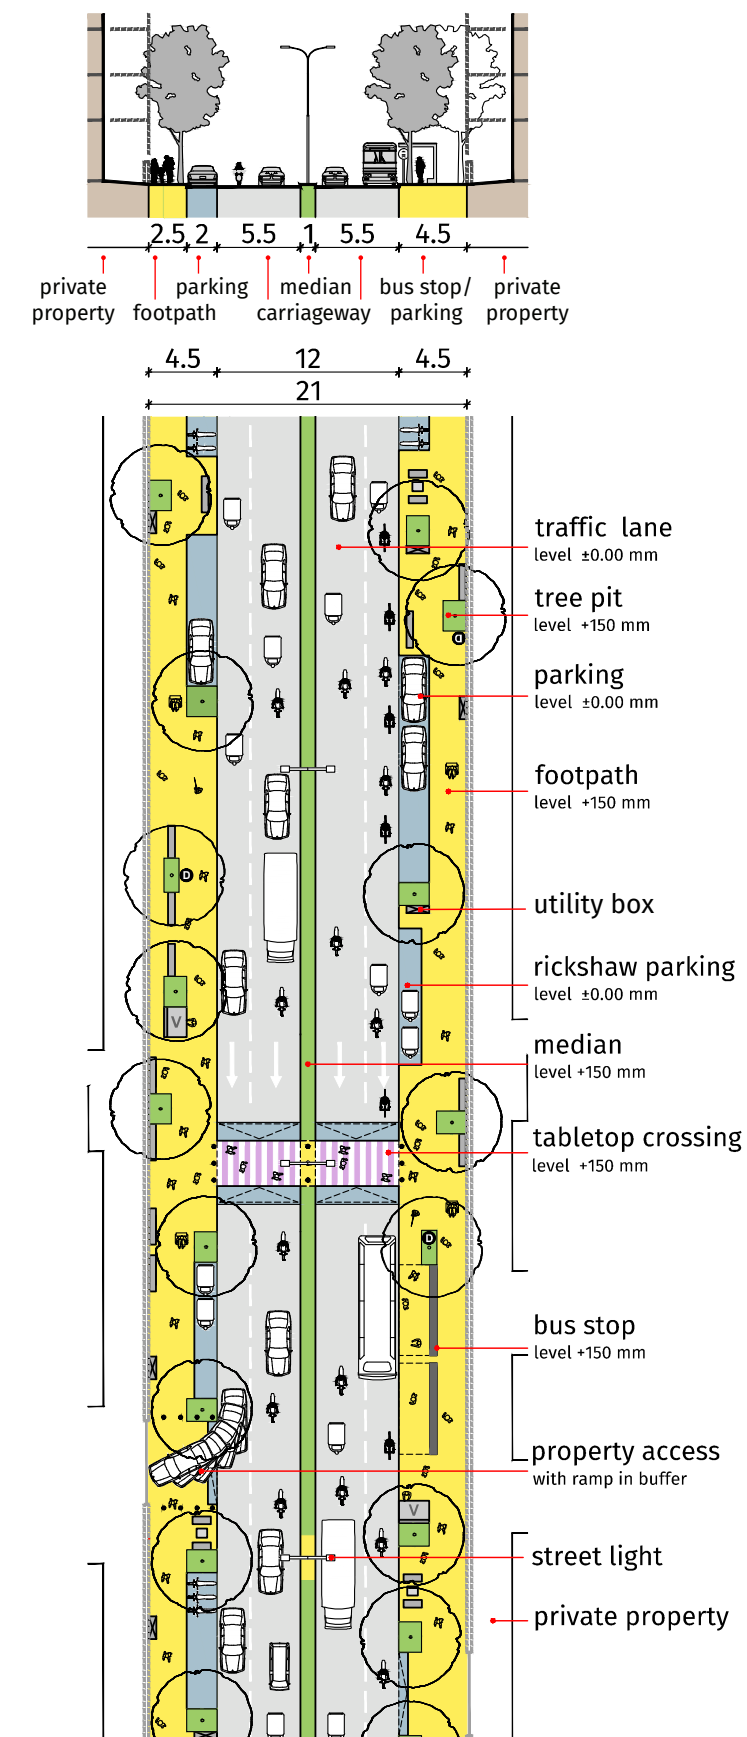 2.5 2 5.5 1 5.5 4.5
private property
footpath
parking
carriageway
median
bus stop/
parking
private
property
4.5 12 4.5
21
traffic lane
level ±0.00 mm
tree pit
level +150 mm
D
parking
level ±0.00 mm
footpath
level +150 mm
D
utility box
rickshaw parking
level ±0.00 mm
V
median
level +150 mm
tabletop crossing
level +150 mm
D
bus stop
level +150 mm
property access
with ramp in buffer
V
street light
private property